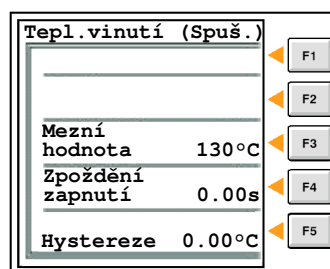 Tepl.vinutí (Spuš.)
F1
F2
Mezní
hodnota 130°C
F3
Zpoždění
zapnutí 0.00s
F4
Hystereze 0.00°C
F5